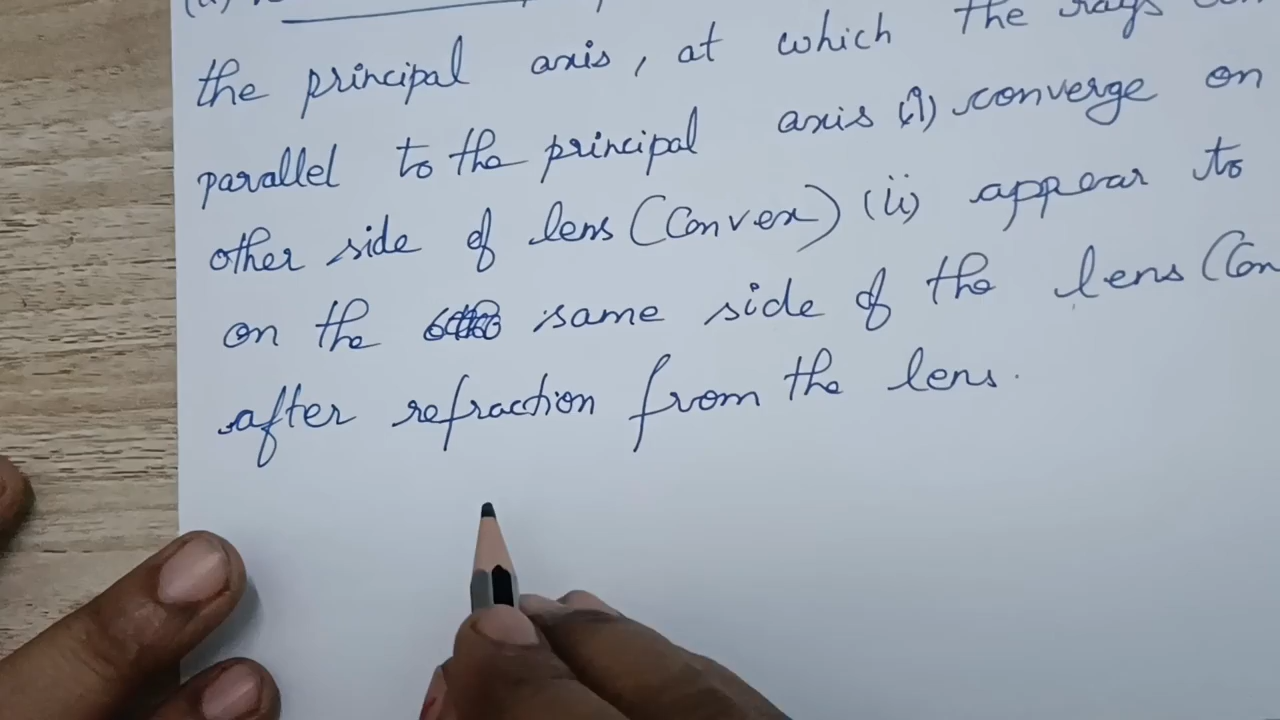 the principal axis, at which the rays
parallel to the principal axis (i) converge on
other side of lens (Convex) (ii) appear to
on the same side of the lens (Con
after refraction from the lens.